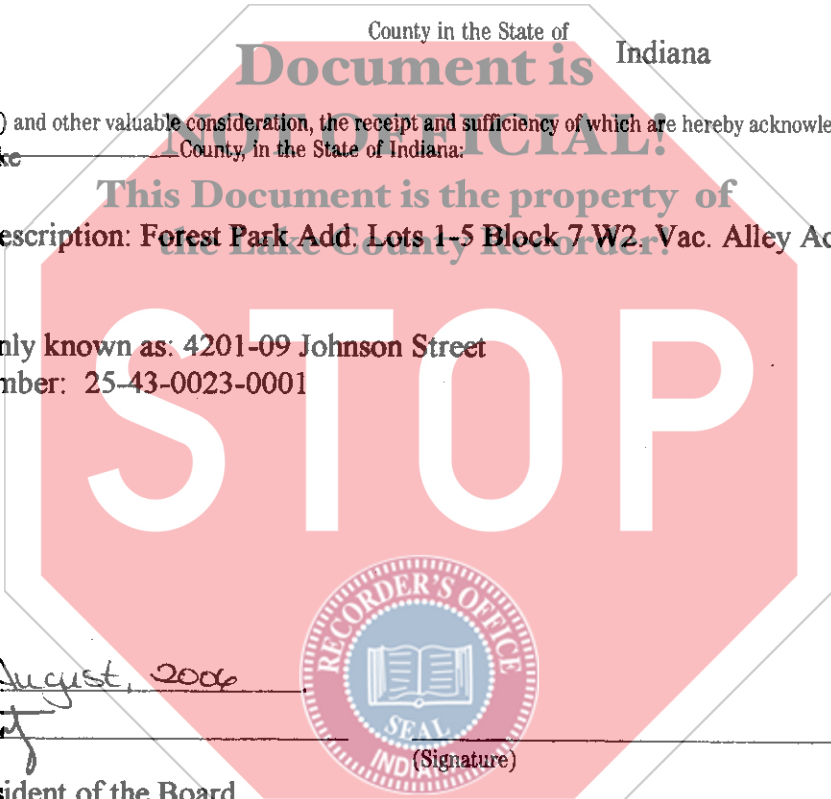 County in the State of
Indiana
Document is
NOT OFFICIAL!
) and other valuable consideration, the receipt and sufficiency of which are hereby acknowle
ke County, in the State of Indiana:
This Document is the property of
the Lake County Recorder!
escription: Forest Park Add. Lots 1-5 Block 7 W2. Vac. Alley Ad
nly known as: 4201-09 Johnson Street
mber: 25-43-0023-0001
STOP
RECORDER'S OFFICE
SEAL
August, 2006
(Signature)
sident of the Board